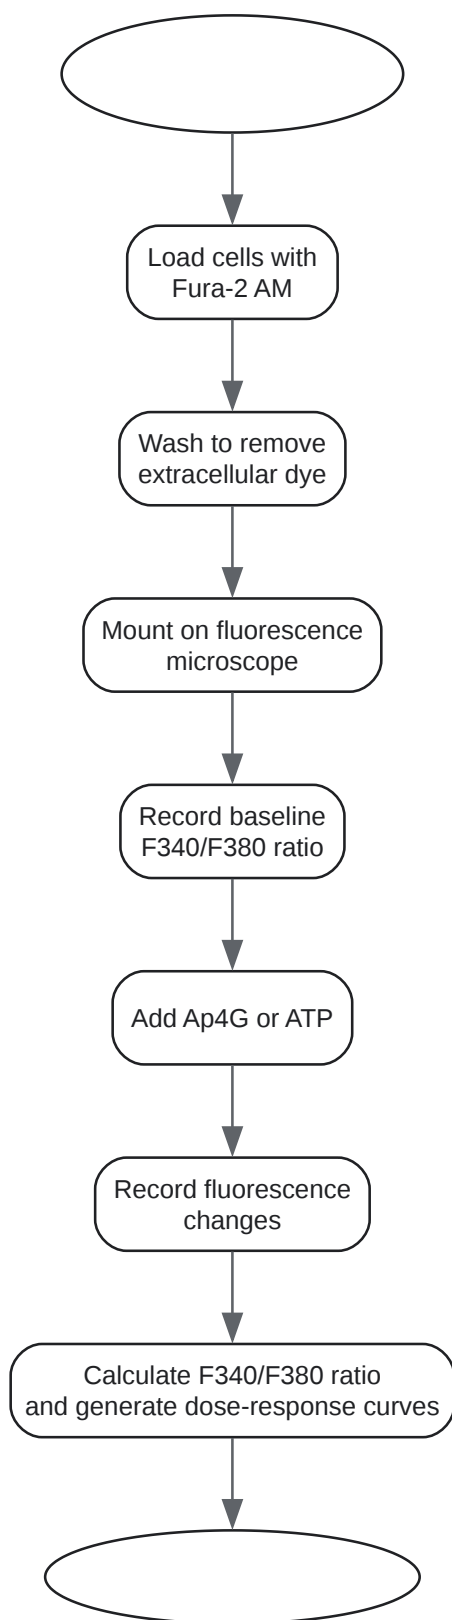 Load cells with
Fura-2 AM
Wash to remove
extracellular dye
Mount on fluorescence
microscope
Record baseline
F340/F380 ratio
Add Ap4G or ATP
Record fluorescence
changes
Calculate F340/F380 ratio
and generate dose-response curves